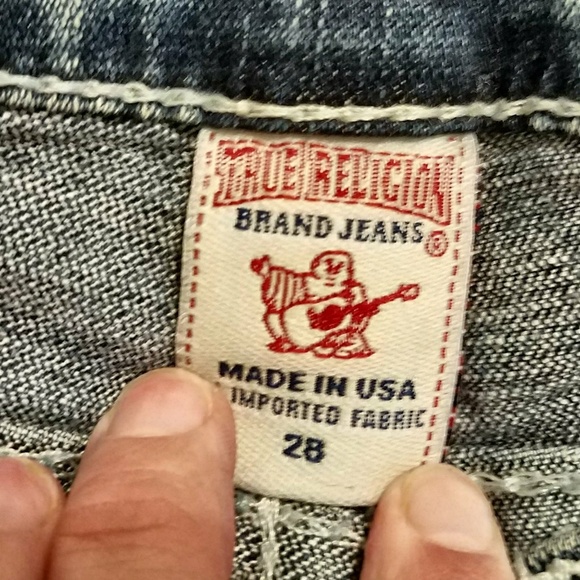 TRUE RELIGION
BRAND JEANS®
MADE IN USA
IMPORTED FABRIC
28